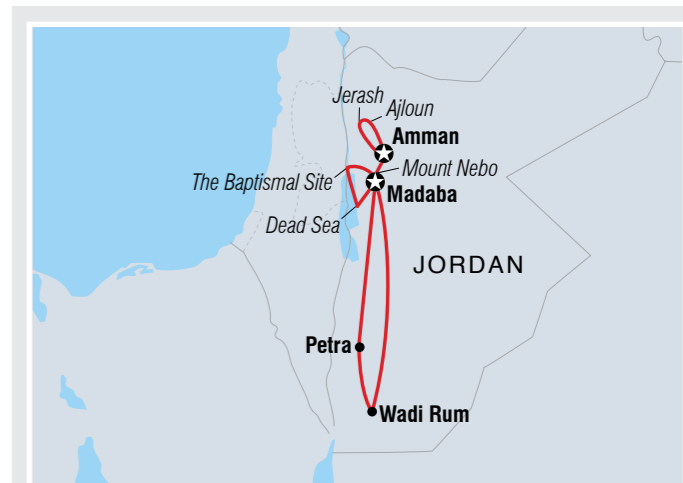 Jerash
Ajloun
Amman
Mount Nebo
The Baptismal Site
Madaba
Dead Sea
JORDAN
Petra
Wadi Rum